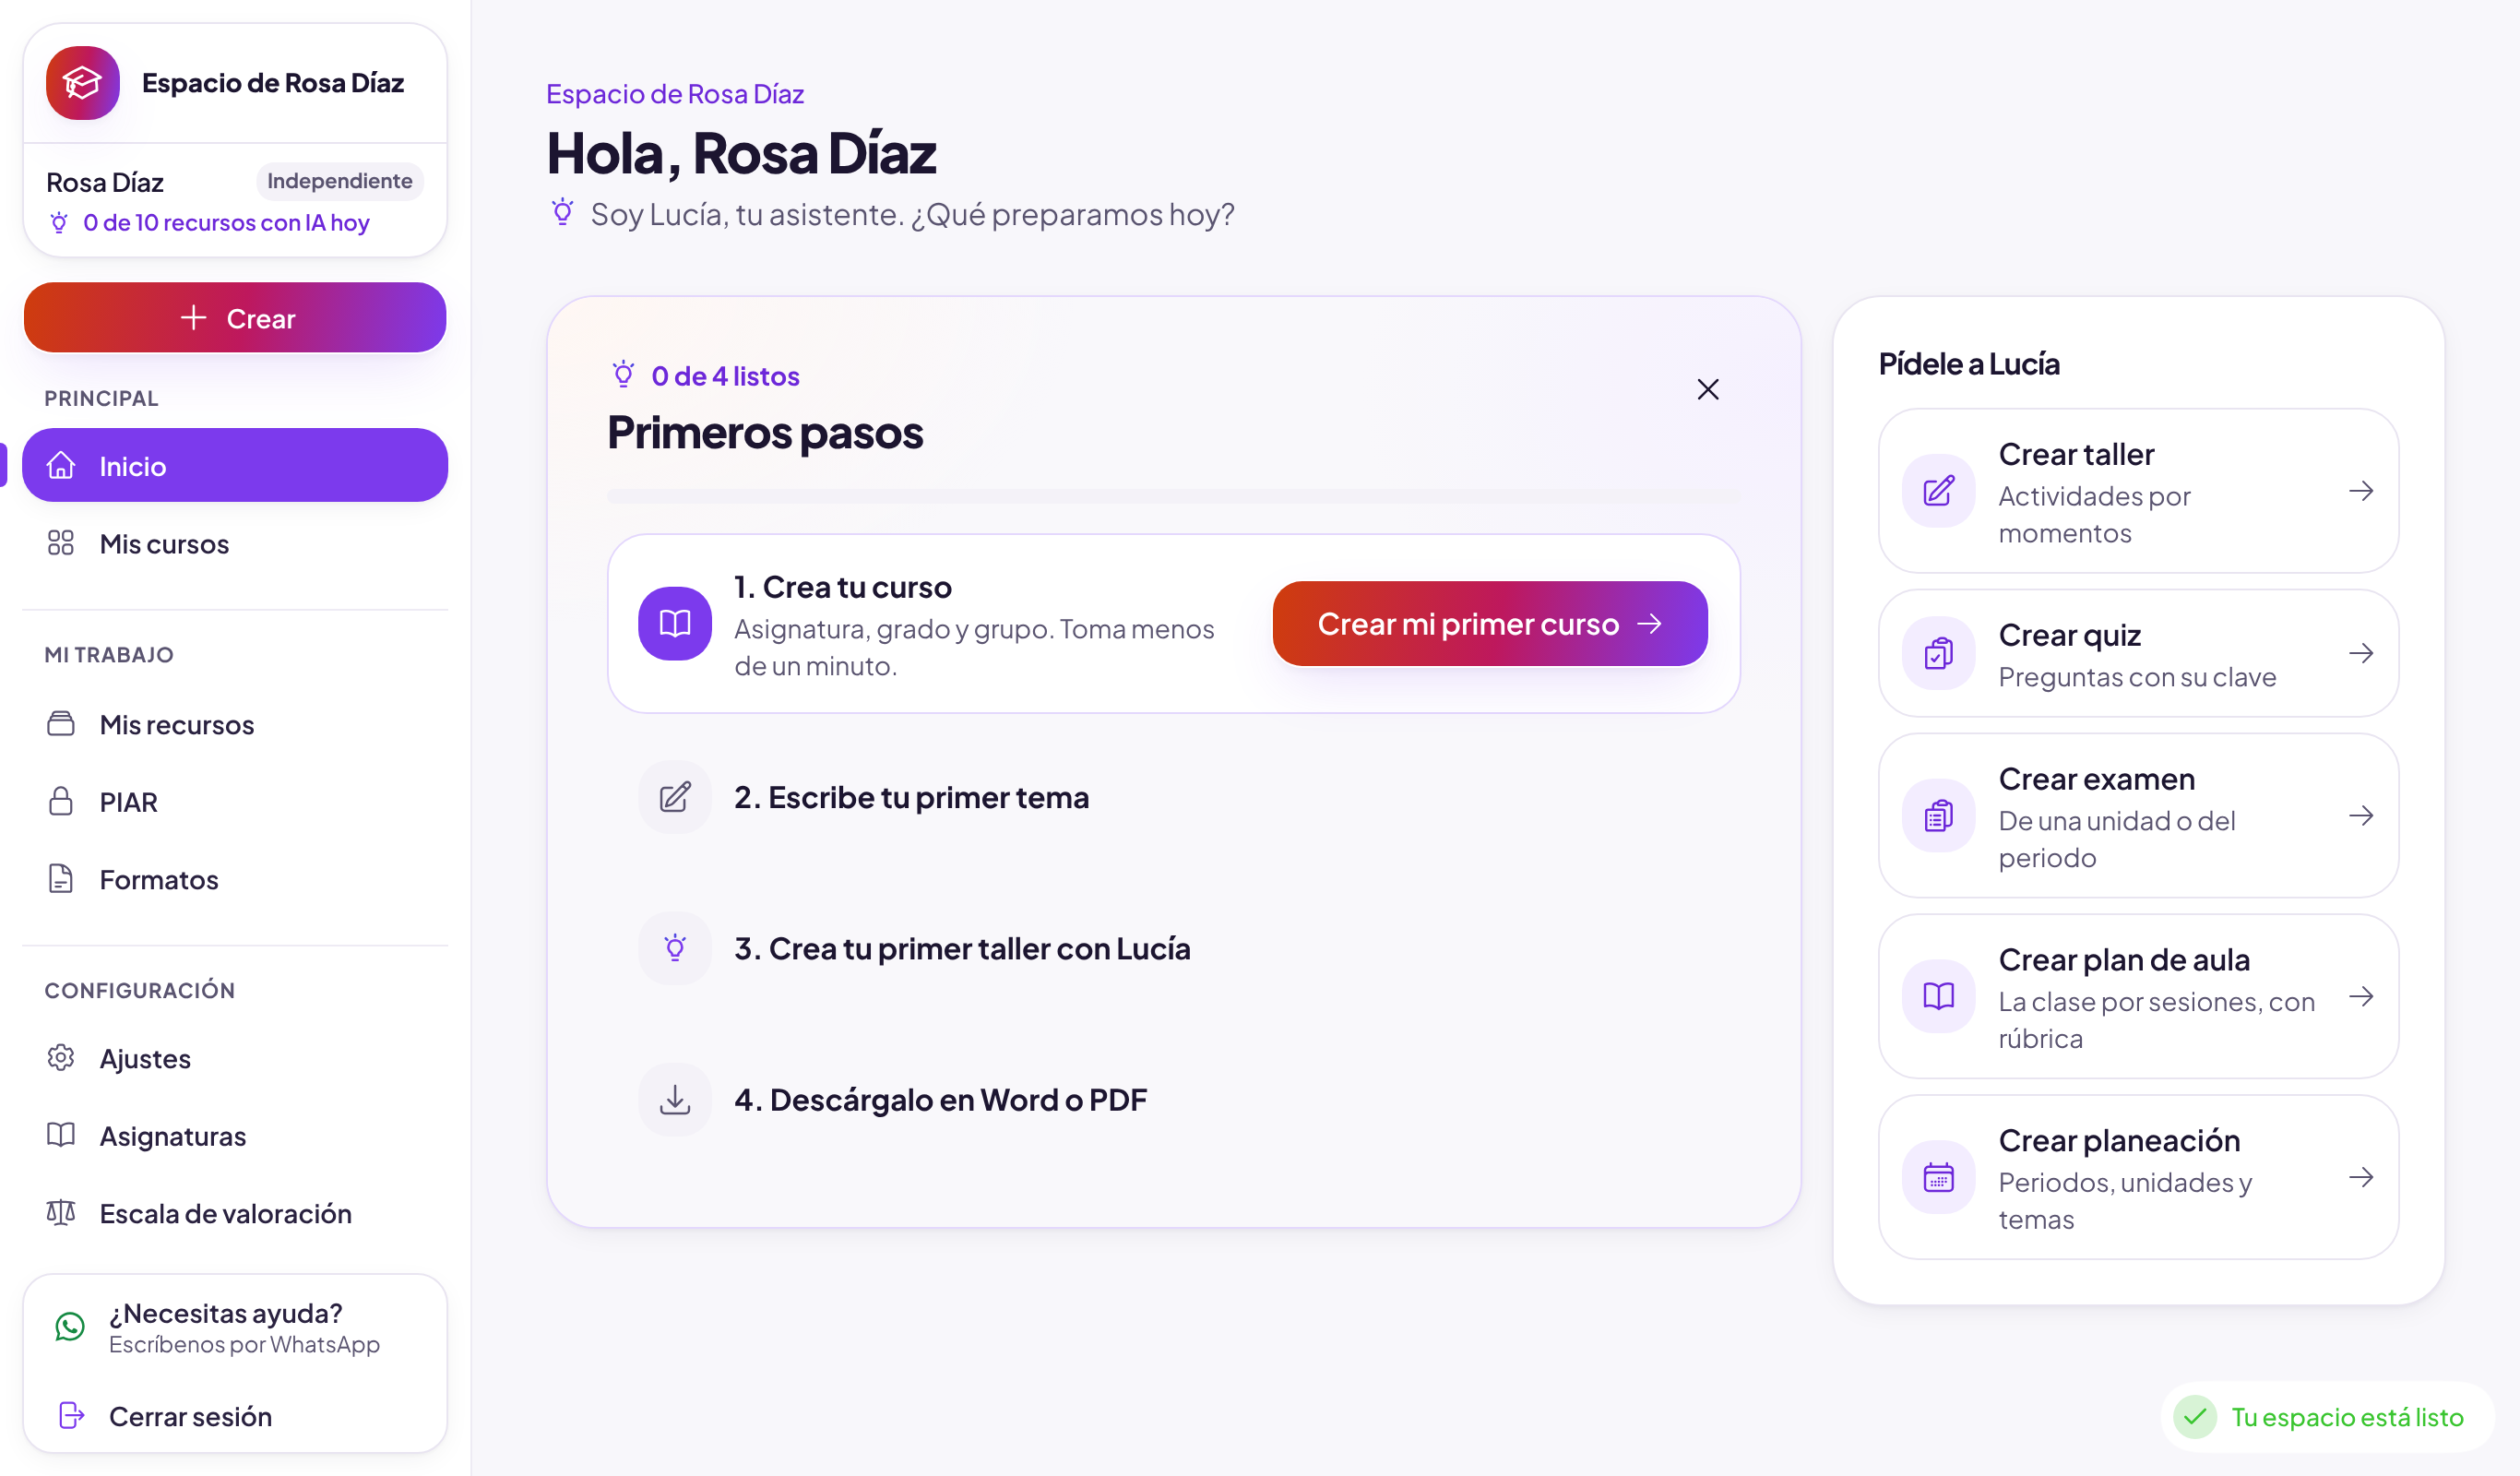 Espacio de Rosa Díaz
Rosa Díaz
Independiente
0 de 10 recursos con IA hoy
Crear
PRINCIPAL
Inicio
Mis cursos
MI TRABAJO
Mis recursos
PIAR
Formatos
CONFIGURACIÓN
Ajustes
Asignaturas
Escala de valoración
¿Necesitas ayuda?
Escríbenos por WhatsApp
Cerrar sesión
Espacio de Rosa Díaz
Hola, Rosa Díaz
Soy Lucía, tu asistente. ¿Qué preparamos hoy?
0 de 4 listos
Primeros pasos
1. Crea tu curso
Asignatura, grado y grupo. Toma menos
de un minuto.
Crear mi primer curso
2. Escribe tu primer tema
3. Crea tu primer taller con Lucía
4. Descárgalo en Word o PDF
Pídele a Lucía
Crear taller
Actividades por
momentos
Crear quiz
Preguntas con su clave
Crear examen
De una unidad o del
periodo
Crear plan de aula
La clase por sesiones, con
rúbrica
Crear planeación
Periodos, unidades y
temas
Tu espacio está listo